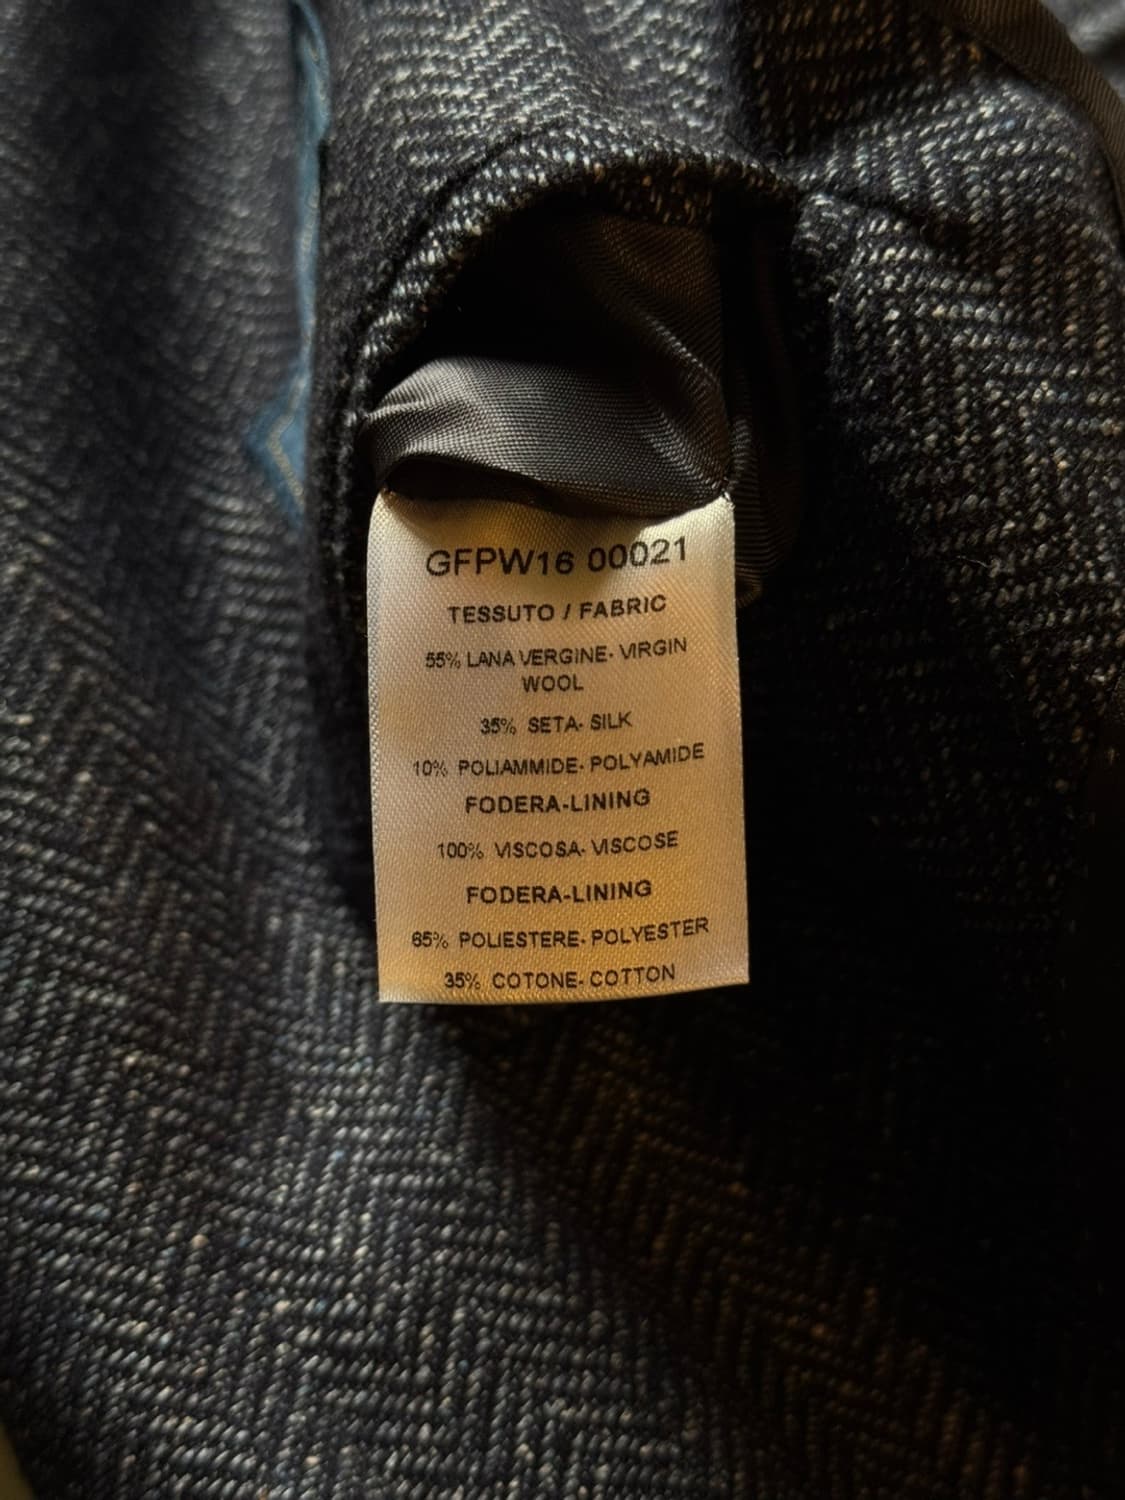 GFPW16 00021
TESSUTO / FABRIC
55% LANA VERGINE- VIRGIN
WOOL
35% SETA- SILK
10% POLIAMMIDE- POLYAMIDE
FODERA-LINING
100% VISCOSA- VISCOSE
FODERA-LINING
65% POLIESTERE- POLYESTER
35% COTONE- COTTON